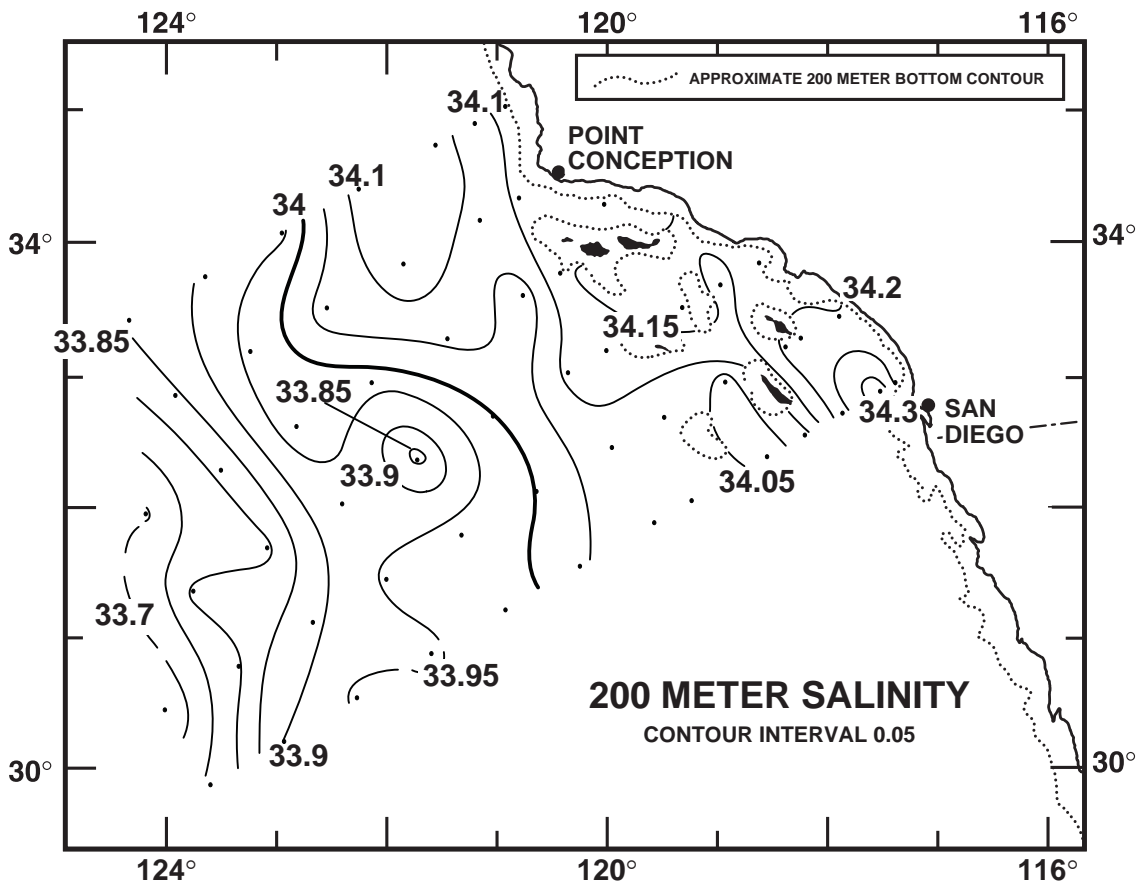 124° 120° 116°
APPROXIMATE 200 METER BOTTOM CONTOUR
34.1
POINT
CONCEPTION
34.1
34
34° 34°
34.2
34.15
33.85
33.85
34.3 SAN
DIEGO
33.9
34.05
33.7
33.95
200 METER SALINITY
CONTOUR INTERVAL 0.05
33.9
30° 30°
124° 120° 116°